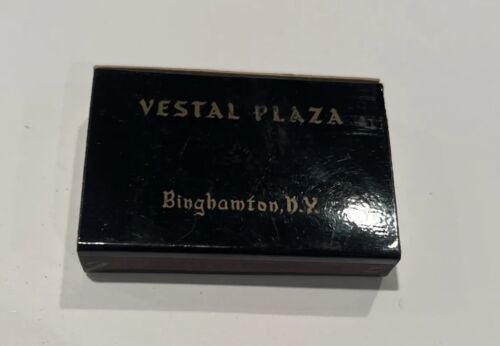 VESTAL PLAZA
Binghamton, N.Y.